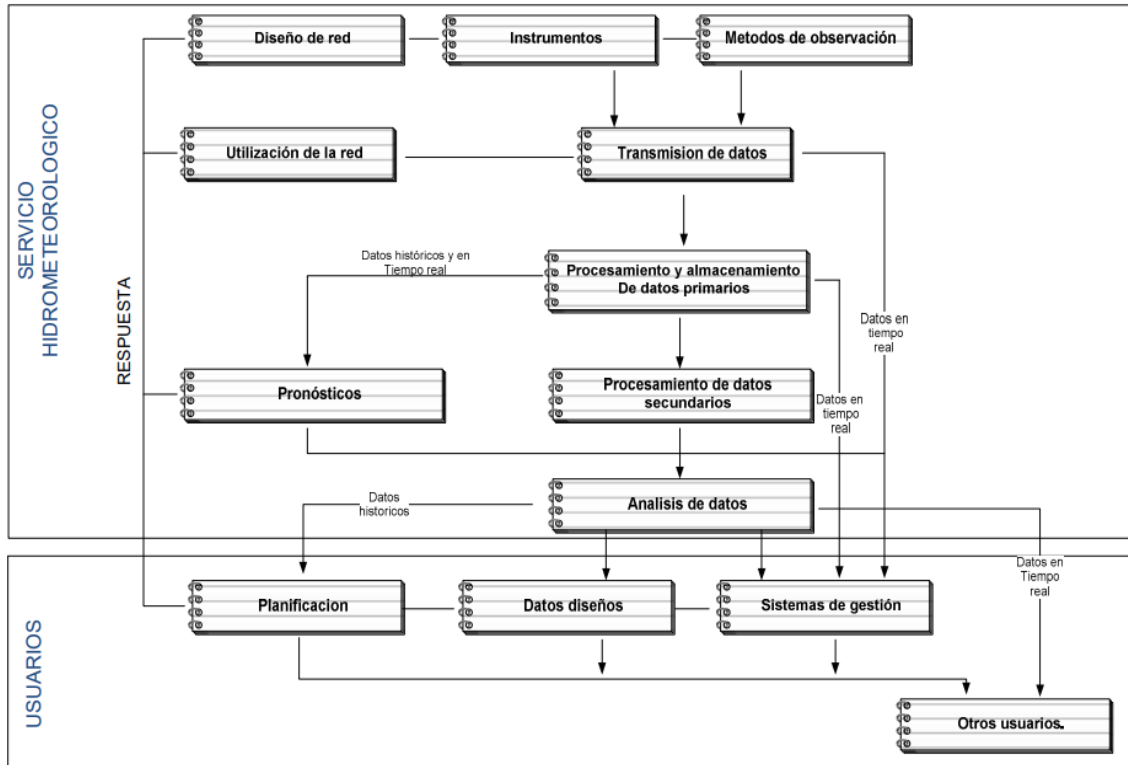 SERVICIO
HIDROMETEOROLOGICO
RESPUESTA
Diseño de red
Instrumentos
Metodos de observación
Utilización de la red
Transmision de datos
Datos históricos y en
Tiempo real
Procesamiento y almacenamiento
De datos primarios
Datos en
tiempo
real
Pronósticos
Procesamiento de datos
secundarios
Datos en
tiempo
real
Datos
historicos
Analisis de datos
USUARIOS
Datos en
Tiempo
real
Planificacion
Datos diseños
Sistemas de gestión
Otros usuarios.